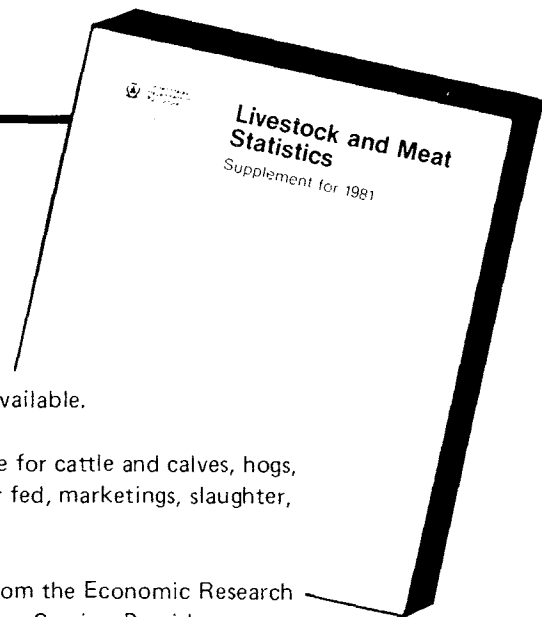 Livestock and Meat
Statistics
Supplement for 1981
vailable.
e for cattle and calves, hogs,
fed, marketings, slaughter,
om the Economic Research